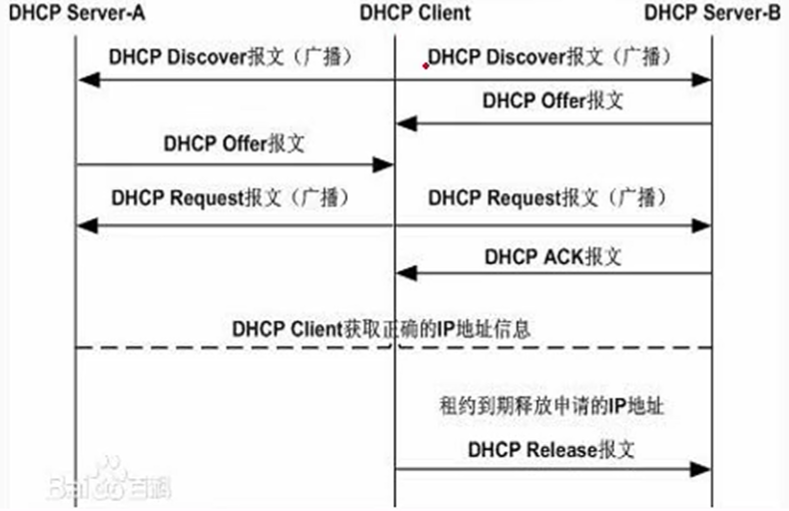 DHCP Server-A DHCP Client DHCP Server-B
DHCP Discover报文（广播） DHCP Discover报文（广播）
DHCP Offer报文
DHCP Offer报文
DHCP Request报文（广播） DHCP Request报文（广播）
DHCP ACK报文
DHCP Client获取正确的IP地址信息
租约到期释放申请的IP地址
DHCP Release报文
Bai百科